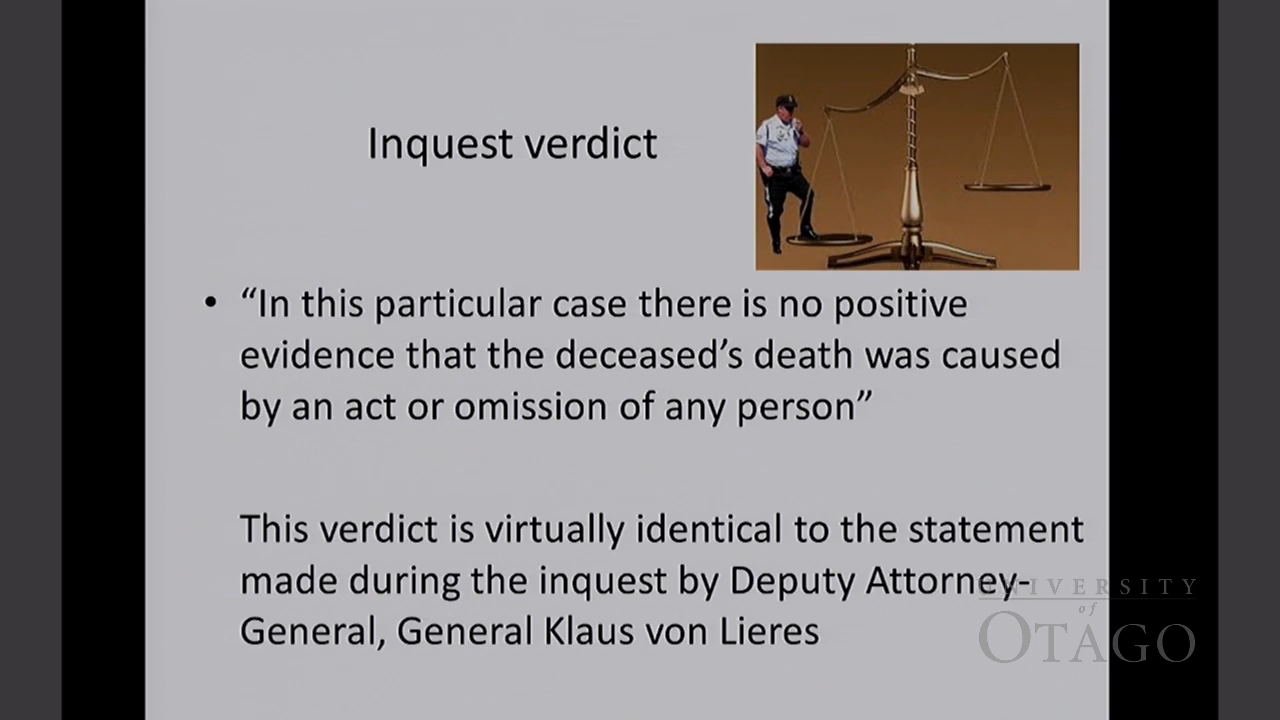 Inquest verdict
• “In this particular case there is no positive
evidence that the deceased’s death was caused
by an act or omission of any person”
This verdict is virtually identical to the statement
made during the inquest by Deputy Attorney-
General, General Klaus von Lieres
UNIVERSITY
of
OTAGO